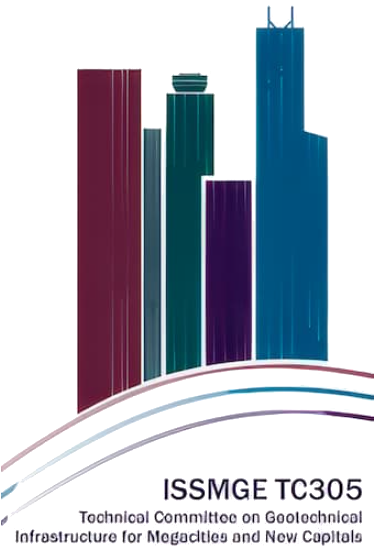 ISSMGE TC305
Technical Committee on Geotechnical
Infrastructure for Megacities and New Capitals